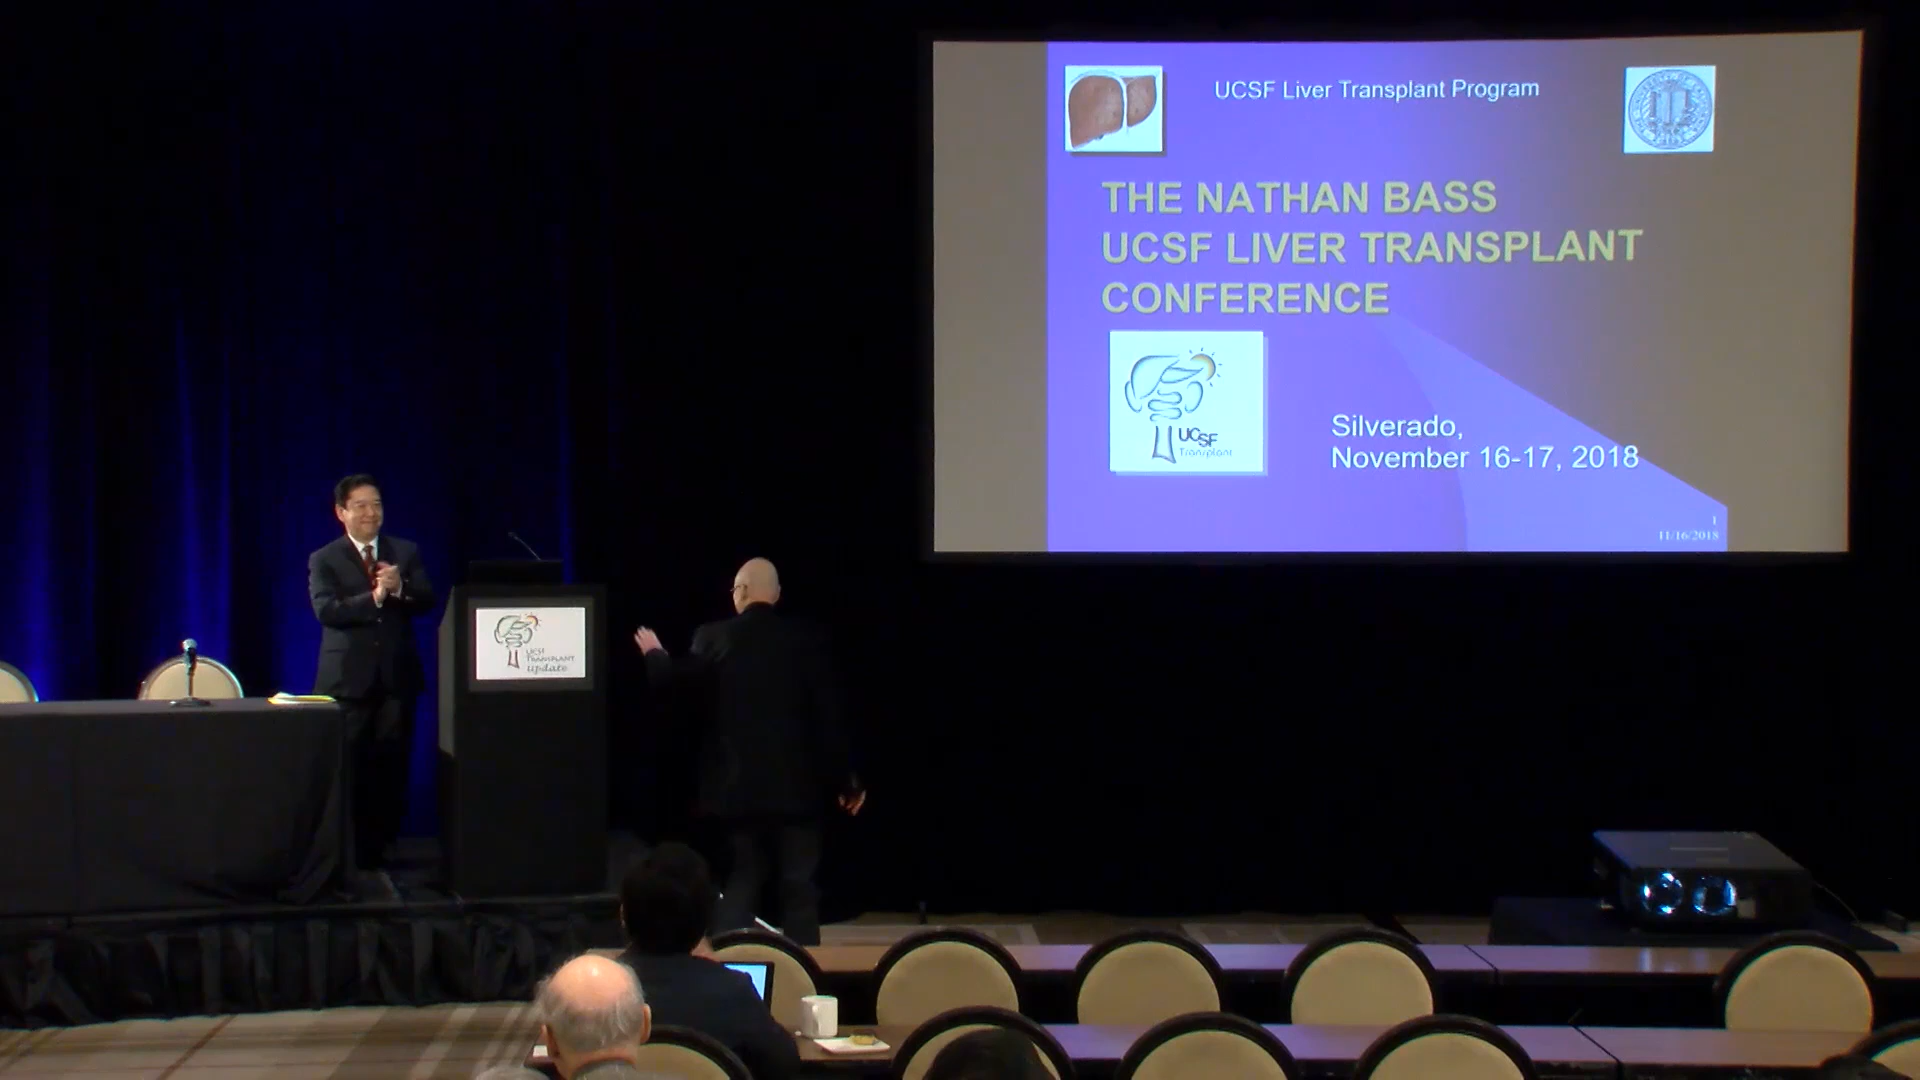 UCSF Liver Transplant Program
THE NATHAN BASS
UCSF LIVER TRANSPLANT
CONFERENCE
UCSF
Transplant
Silverado,
November 16-17, 2018
1
11/16/2018
UCSF
TRANSPLANT
update